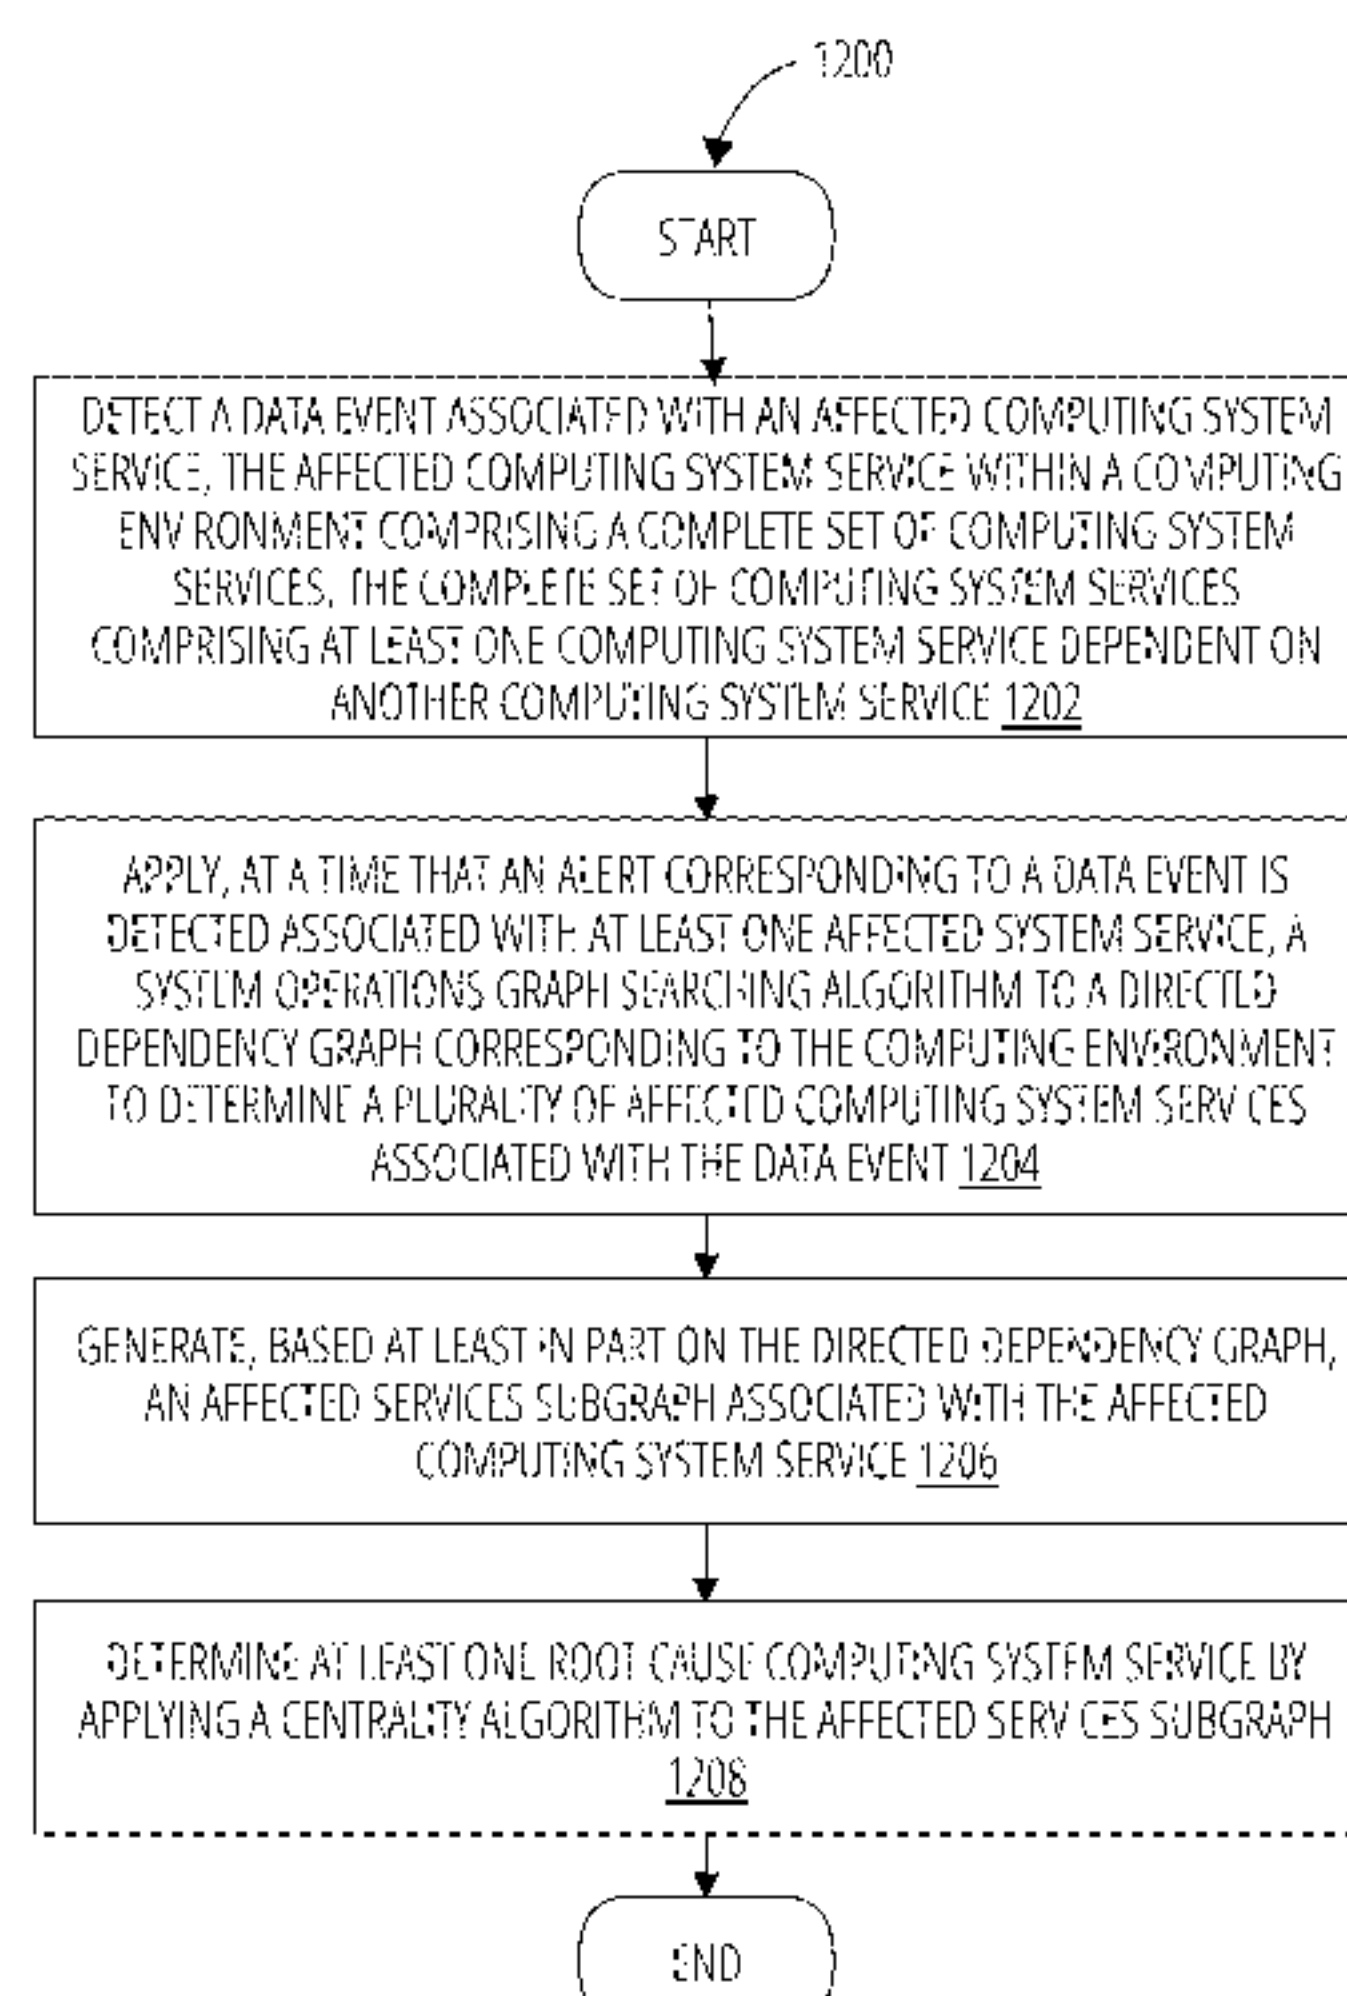 1200
START
DETECT A DATA EVENT ASSOCIATED WITH AN AFFECTED COMPUTING SYSTEM
SERVICE, THE AFFECTED COMPUTING SYSTEM SERVICE WITHIN A COMPUTING
ENVIRONMENT COMPRISING A COMPLETE SET OF COMPUTING SYSTEM
SERVICES, THE COMPLETE SET OF COMPUTING SYSTEM SERVICES
COMPRISING AT LEAST ONE COMPUTING SYSTEM SERVICE DEPENDENT ON
ANOTHER COMPUTING SYSTEM SERVICE 1202
APPLY, AT A TIME THAT AN ALERT CORRESPONDING TO A DATA EVENT IS
DETECTED ASSOCIATED WITH AT LEAST ONE AFFECTED SYSTEM SERVICE, A
SYSTEM OPERATIONS GRAPH SEARCHING ALGORITHM TO A DIRECTED
DEPENDENCY GRAPH CORRESPONDING TO THE COMPUTING ENVIRONMENT
TO DETERMINE A PLURALITY OF AFFECTED COMPUTING SYSTEM SERVICES
ASSOCIATED WITH THE DATA EVENT 1204
GENERATE, BASED AT LEAST IN PART ON THE DIRECTED DEPENDENCY GRAPH,
AN AFFECTED SERVICES SUBGRAPH ASSOCIATED WITH THE AFFECTED
COMPUTING SYSTEM SERVICE 1206
DETERMINE AT LEAST ONE ROOT CAUSE COMPUTING SYSTEM SERVICE BY
APPLYING A CENTRALITY ALGORITHM TO THE AFFECTED SERVICES SUBGRAPH
1208
END